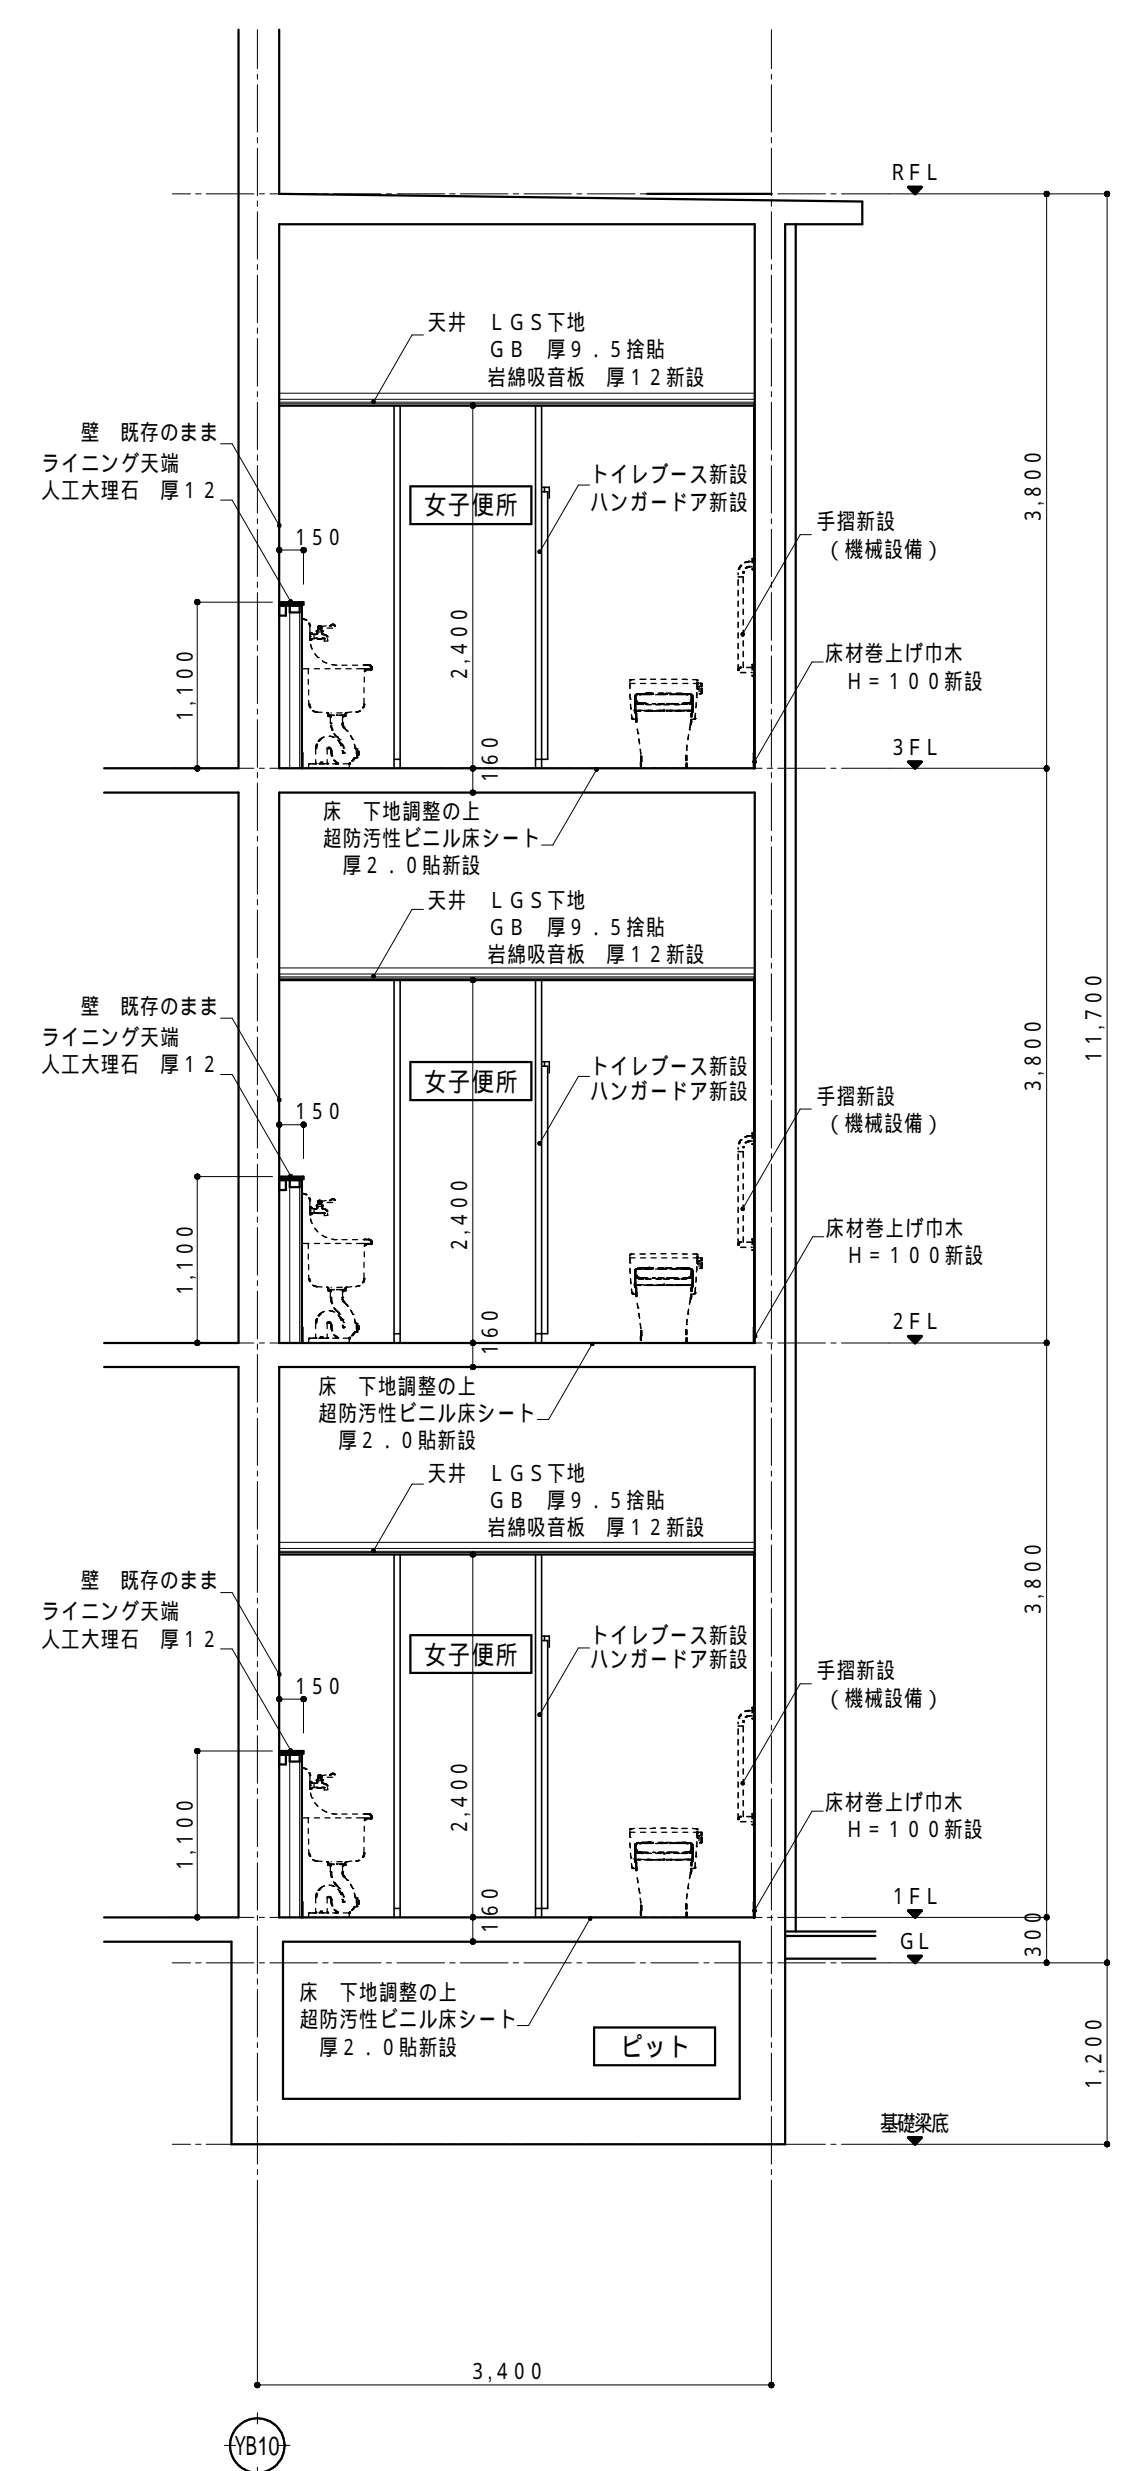 RFL
天井　LGS下地
GB　厚9.5捨貼
岩綿吸音板　厚12新設
壁　既存のまま
ライニング天端
人工大理石　厚12
トイレブース新設
ハンガードア新設
女子便所
手摺新設
（機械設備）
150
3,800
2,400
1,100
床材巻上げ巾木
H=100新設
160
3FL
床　下地調整の上
超防汚性ビニル床シート
厚2.0貼新設
天井　LGS下地
GB　厚9.5捨貼
岩綿吸音板　厚12新設
壁　既存のまま
ライニング天端
人工大理石　厚12
トイレブース新設
ハンガードア新設
女子便所
手摺新設
（機械設備）
150
3,800
11,700
2,400
1,100
床材巻上げ巾木
H=100新設
160
2FL
床　下地調整の上
超防汚性ビニル床シート
厚2.0貼新設
天井　LGS下地
GB　厚9.5捨貼
岩綿吸音板　厚12新設
壁　既存のまま
ライニング天端
人工大理石　厚12
トイレブース新設
ハンガードア新設
女子便所
手摺新設
（機械設備）
150
3,800
2,400
1,100
床材巻上げ巾木
H=100新設
160
1FL
300
GL
床　下地調整の上
超防汚性ビニル床シート
厚2.0貼新設
ピット
1,200
基礎梁底
3,400
YB10